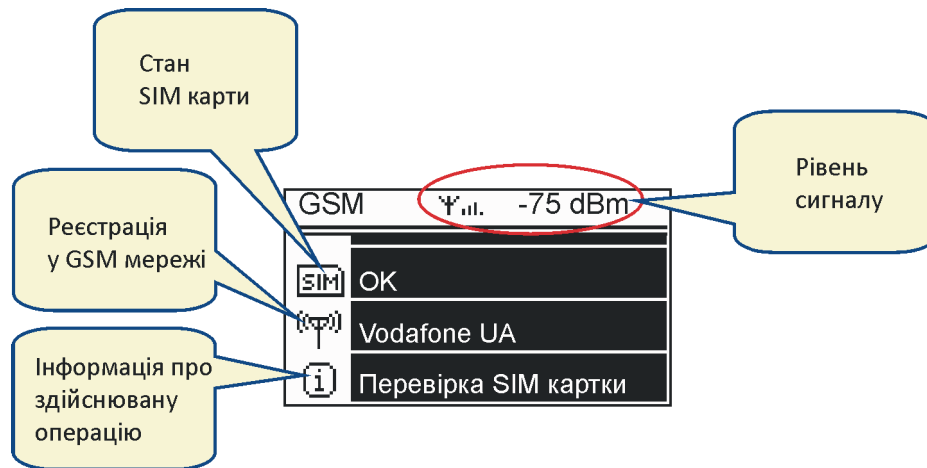 Стан
SIM карти
Рівень
сигналу
Реєстрація
у GSM мережі
Інформація про
здійснювану
операцію
GSM -75 dBm
SIM OK
Vodafone UA
i Перевірка SIM картки